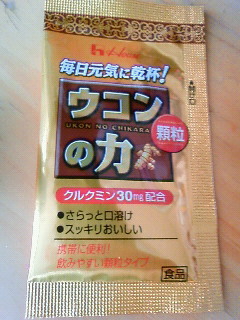 ハウス
毎日元気に乾杯!
ウコン
UKON NO CHIKARA
の力
顆粒
クルクミン30mg配合
●さらっと口溶け
●スッキリおいしい
携帯に便利!
飲みやすい顆粒タイプ
食品